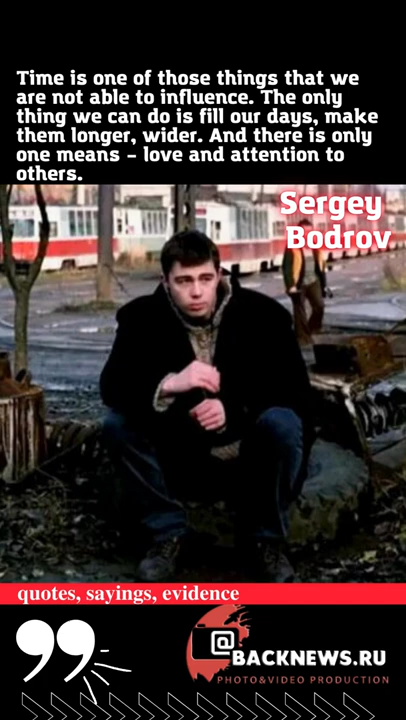 Time is one of those things that we
are not able to influence. The only
thing we can do is fill our days, make
them longer, wider. And there is only
one means – love and attention to
others.
Sergey
Bodrov
quotes, sayings, evidence
@BACKNEWS.RU
PHOTO&VIDEO PRODUCTION